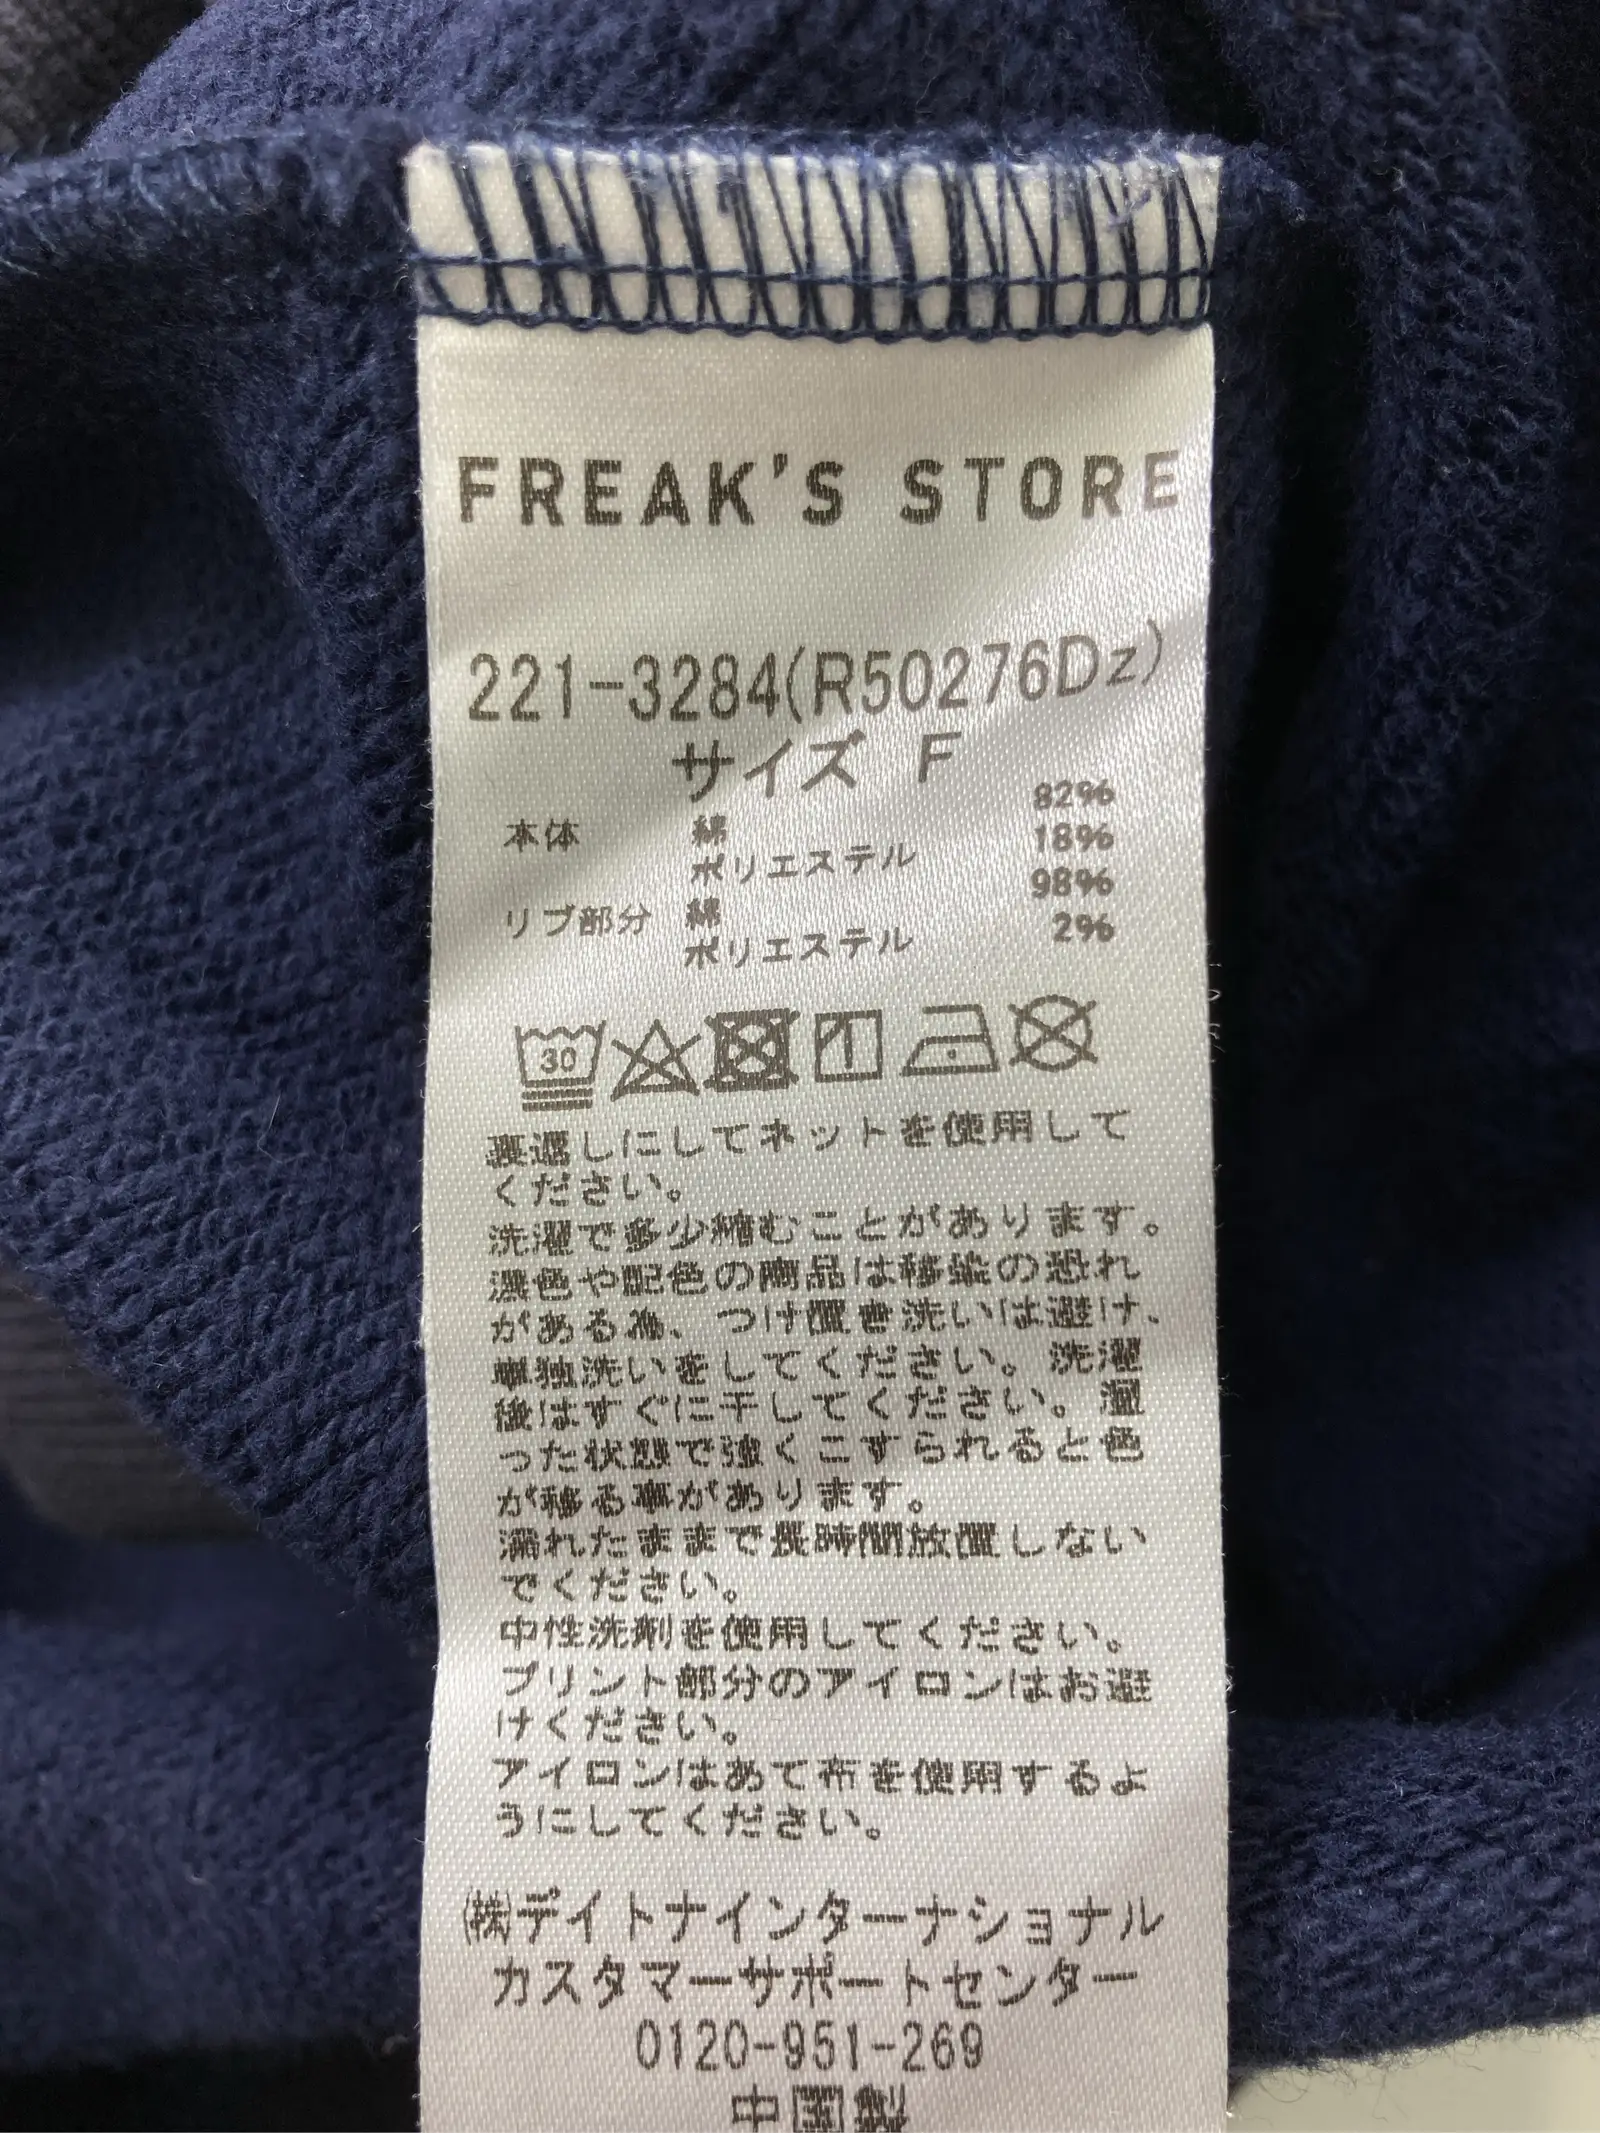 FREAK'S STORE
221-3284(R50276Dz)
サイズ F
本体 綿 82%
ポリエステル 18%
リブ部分 綿 98%
ポリエステル 2%
30
裏返しにしてネットを使用して
ください。
洗濯で多少縮むことがあります。
濃色や配色の商品は移染の恐れ
がある為、つけ置き洗いは避け、
単独洗いをしてください。洗濯
後はすぐに干してください。湿
った状態で強くこすられると色
が移る事があります。
濡れたままで長時間放置しない
でください。
中性洗剤を使用してください。
プリント部分のアイロンはお避
けください。
アイロンはあて布を使用するよ
うにしてください。
㈱デイトナインターナショナル
カスタマーサポートセンター
0120-951-269
中国製